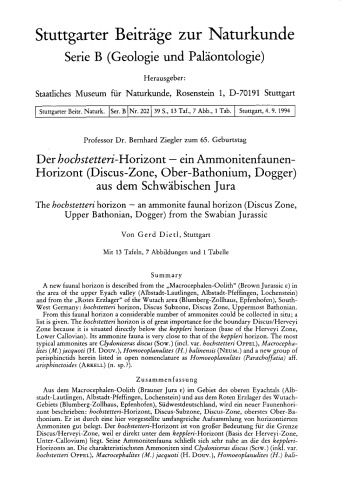 Stuttgarter Beiträge zur Naturkunde
Serie B (Geologie und Paläontologie)
Herausgeber:
Staatliches Museum für Naturkunde, Rosenstein 1, D-70191 Stuttgart
Stuttgarter Beitr. Naturk. Ser. B Nr. 202 39 S., 13 Taf., 7 Abb., 1 Tab. Stuttgart, 4. 9. 1994
Professor Dr. Bernhard Ziegler zum 65. Geburtstag
Der hochstetteri-Horizont – ein Ammonitenfaunen-
Horizont (Discus-Zone, Ober-Bathonium, Dogger)
aus dem Schwäbischen Jura
The hochstetteri horizon – an ammonite faunal horizon (Discus Zone,
Upper Bathonian, Dogger) from the Swabian Jurassic
Von Gerd Dietl, Stuttgart
Mit 13 Tafeln, 7 Abbildungen und 1 Tabelle
Summary
A new faunal horizon is described from the „Macrocephalen-Oolith" (Brown Jurassic ε) in
the area of the upper Eyach valley (Albstadt-Lautlingen, Albstadt-Pfeffingen, Lochenstein)
and from the „Rotes Erzlager" of the Wutach area (Blumberg-Zollhaus, Epfenhofen), South-
West Germany: hochstetteri horizon, Discus Subzone, Discus Zone, Uppermost Bathonian.
From this faunal horizon a considerable number of ammonites could be collected in situ; a
list is given. The hochstetteri horizon is of great importance for the boundary Discus/Herveyi
Zone because it is situated directly below the keppleri horizon (base of the Herveyi Zone,
Lower Callovian). Its ammonite fauna is very close to that of the keppleri horizon. The most
typical ammonites are Clydoniceras discus (Sow.) (incl. var. hochstetteri Oppel), Macrocepha-
lites (M.) jacquoti (H. Douv.), Homoeoplanulites (H.) balinensis (Neum.) and a new group of
perisphinctids herein listed in open nomenclature as Homoeoplanulites (Parachoffatia) aff.
arisphinctoides (Arkell) (n. sp.?).
Zusammenfassung
Aus dem Macrocephalen-Oolith (Brauner Jura ε) im Gebiet des oberen Eyachtals (Alb-
stadt-Lautlingen, Albstadt-Pfeffingen, Lochenstein) und aus dem Roten Erzlager des Wutach-
Gebiets (Blumberg-Zollhaus, Epfenhofen), Südwestdeutschland, wird ein neuer Faunenhori-
zont beschrieben: hochstetteri-Horizont, Discus-Subzone, Discus-Zone, oberstes Ober-Ba-
thonium. Er ist durch eine hier vorgestellte umfangreiche Aufsammlung von horizontierten
Ammoniten gut belegt. Der hochstetteri-Horizont ist von großer Bedeutung für die Grenze
Discus/Herveyi-Zone, weil er direkt unter dem keppleri-Horizont (Basis der Herveyi-Zone,
Unter-Callovium) liegt. Seine Ammonitenfauna schließt sich sehr nahe an die des keppleri-
Horizonts an. Die charakteristischen Ammoniten sind Clydoniceras discus (Sow.) (inkl. var.
hochstetteri Oppel), Macrocephalites (M.) jacquoti (H. Douv.), Homoeoplanulites (H.) bali-